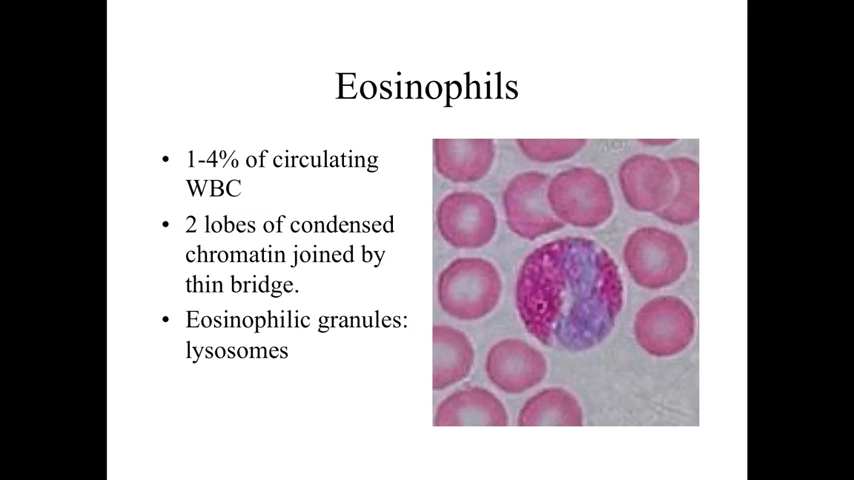 Eosinophils
• 1-4% of circulating
WBC
• 2 lobes of condensed
chromatin joined by
thin bridge.
• Eosinophilic granules:
lysosomes